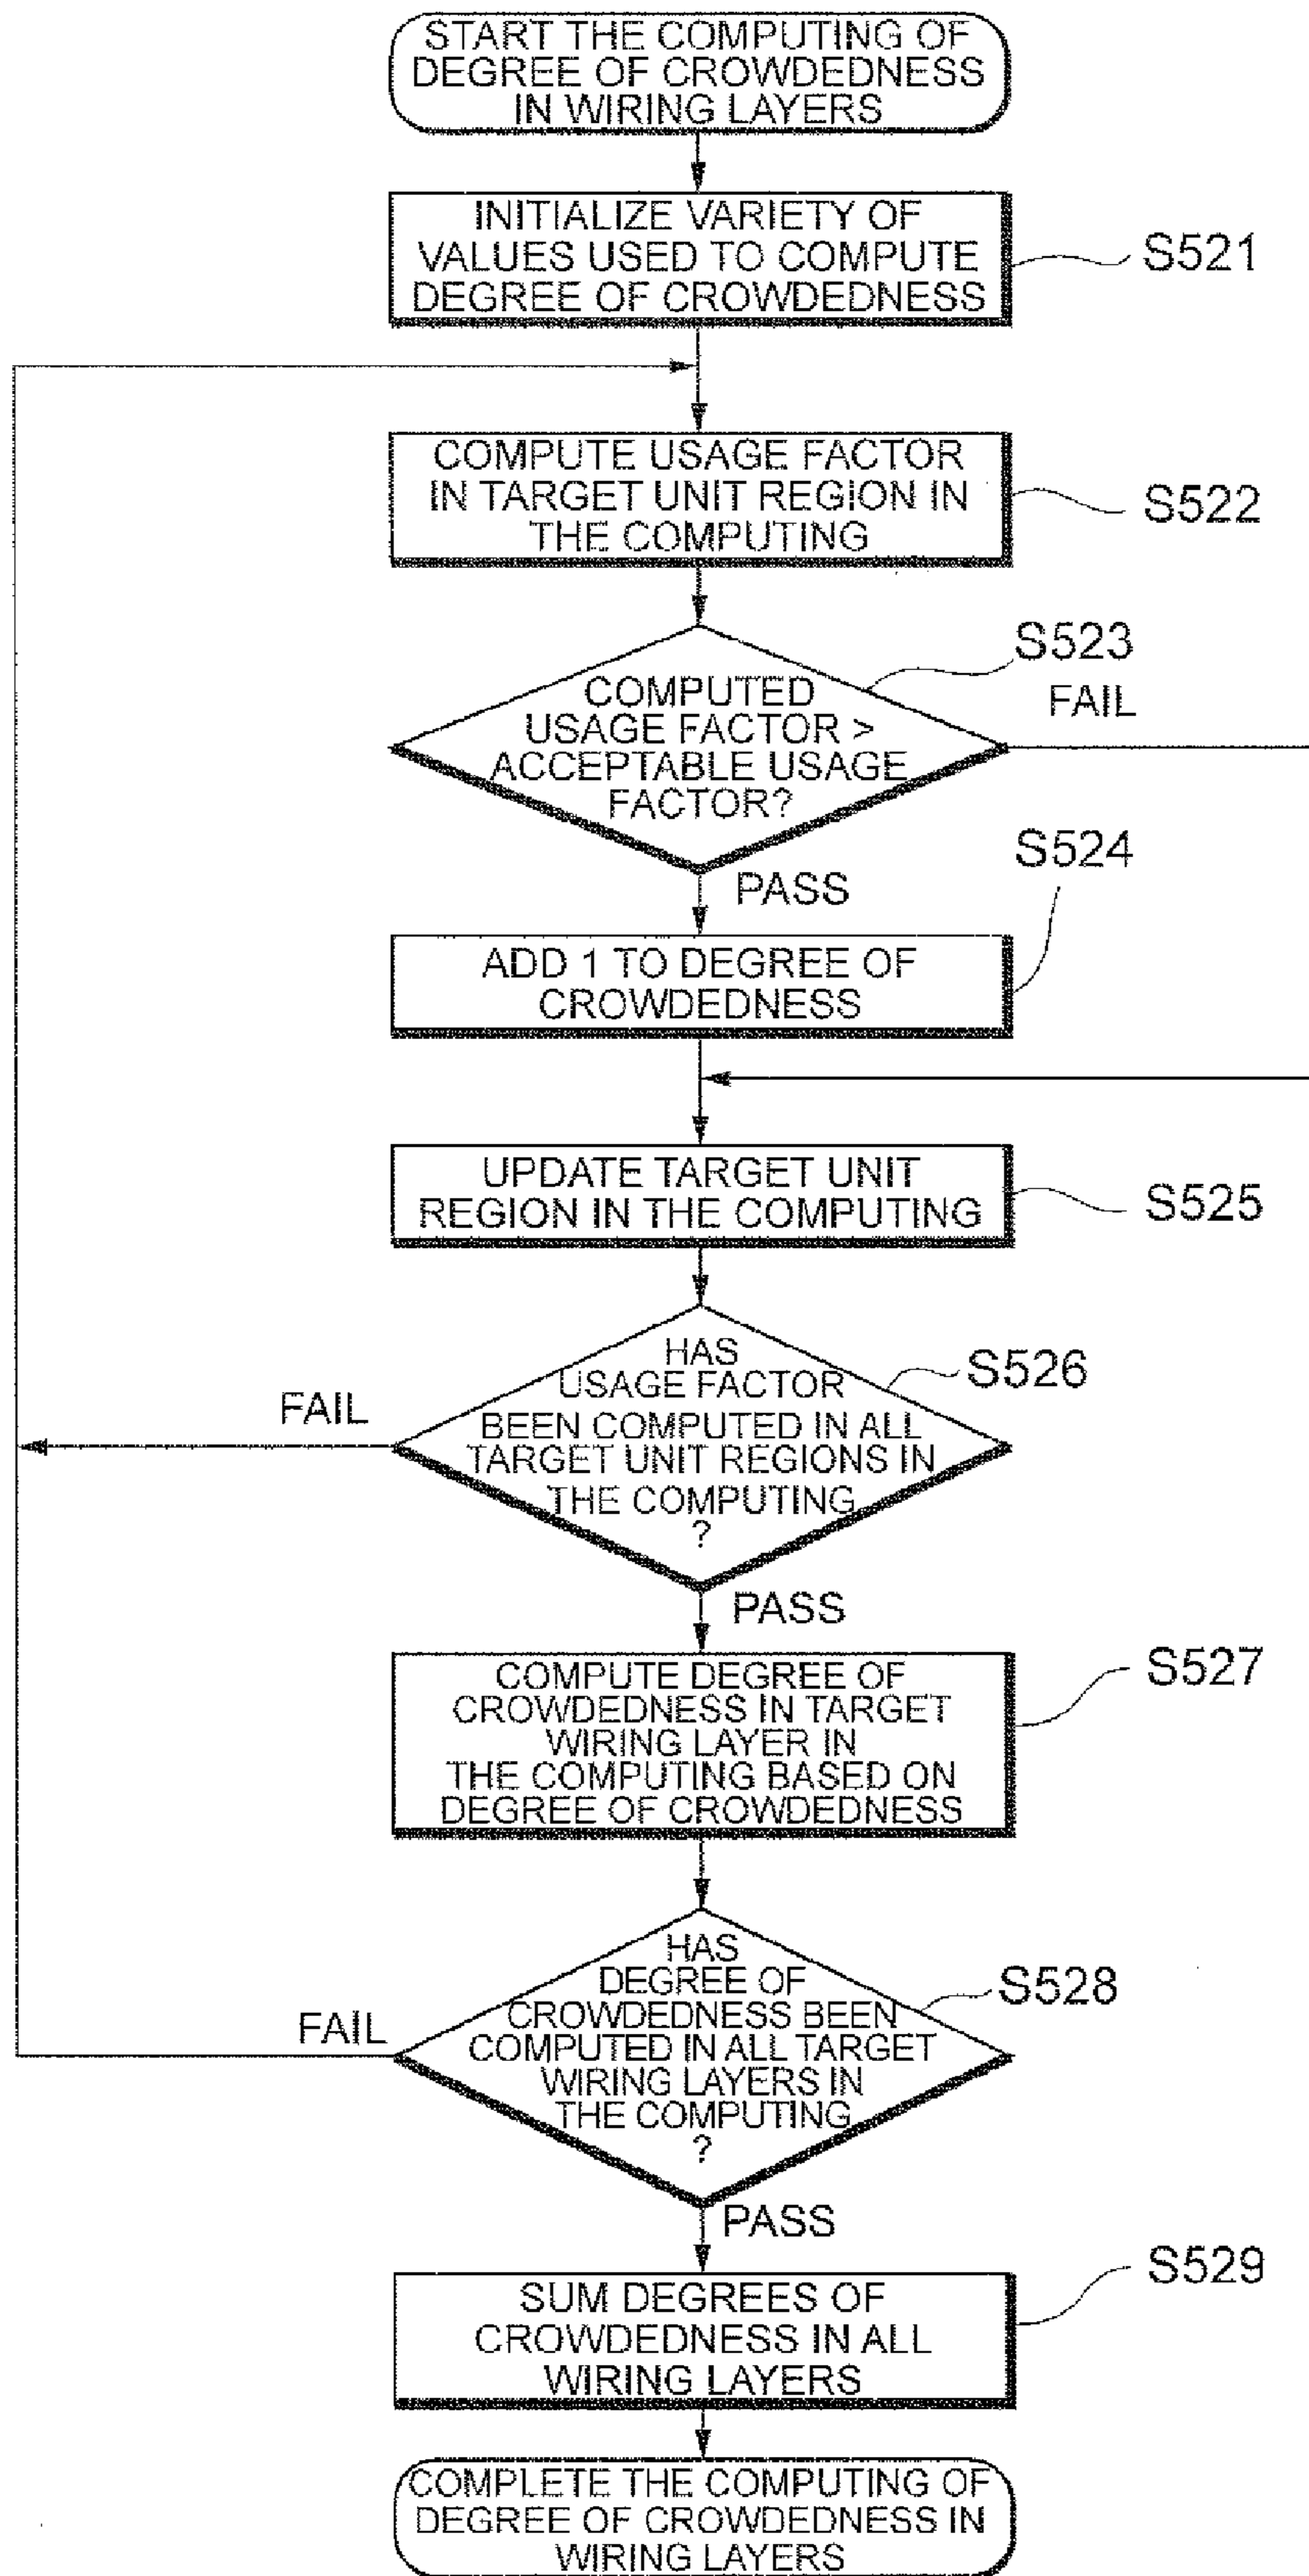 START THE COMPUTING OF
DEGREE OF CROWDEDNESS
IN WIRING LAYERS
INITIALIZE VARIETY OF
VALUES USED TO COMPUTE
DEGREE OF CROWDEDNESS
S521
COMPUTE USAGE FACTOR
IN TARGET UNIT REGION IN
THE COMPUTING
S522
S523
COMPUTED
USAGE FACTOR >
ACCEPTABLE USAGE
FACTOR?
FAIL
PASS
S524
ADD 1 TO DEGREE OF
CROWDEDNESS
UPDATE TARGET UNIT
REGION IN THE COMPUTING
S525
HAS
USAGE FACTOR
BEEN COMPUTED IN ALL
TARGET UNIT REGIONS IN
THE COMPUTING
?
S526
FAIL
PASS
COMPUTE DEGREE OF
CROWDEDNESS IN TARGET
WIRING LAYER IN
THE COMPUTING BASED ON
DEGREE OF CROWDEDNESS
S527
HAS
DEGREE OF
CROWDEDNESS BEEN
COMPUTED IN ALL TARGET
WIRING LAYERS IN
THE COMPUTING
?
S528
FAIL
PASS
SUM DEGREES OF
CROWDEDNESS IN ALL
WIRING LAYERS
S529
COMPLETE THE COMPUTING OF
DEGREE OF CROWDEDNESS IN
WIRING LAYERS